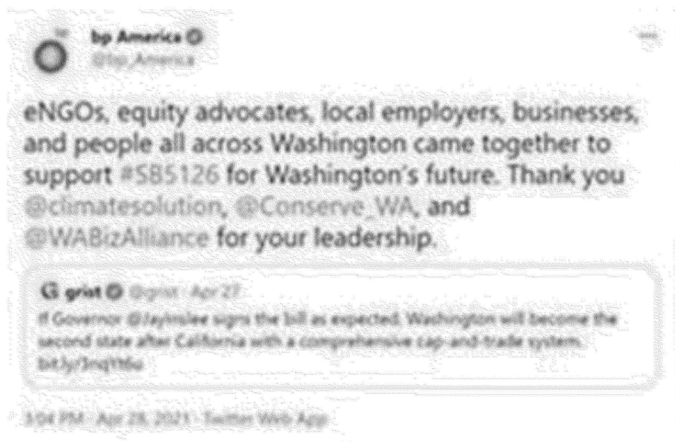 bp America
@bp_America
eNGOs, equity advocates, local employers, businesses,
and people all across Washington came together to
support #SB5126 for Washington's future. Thank you
@climatesolution, @Conserve_WA, and
@WABizAlliance for your leadership.
grist @grist · Apr 27
If Governor @JayInslee signs the bill as expected, Washington will become the
second state after California with a comprehensive cap-and-trade system.
3:04 PM · Apr 28, 2021 · Twitter Web App